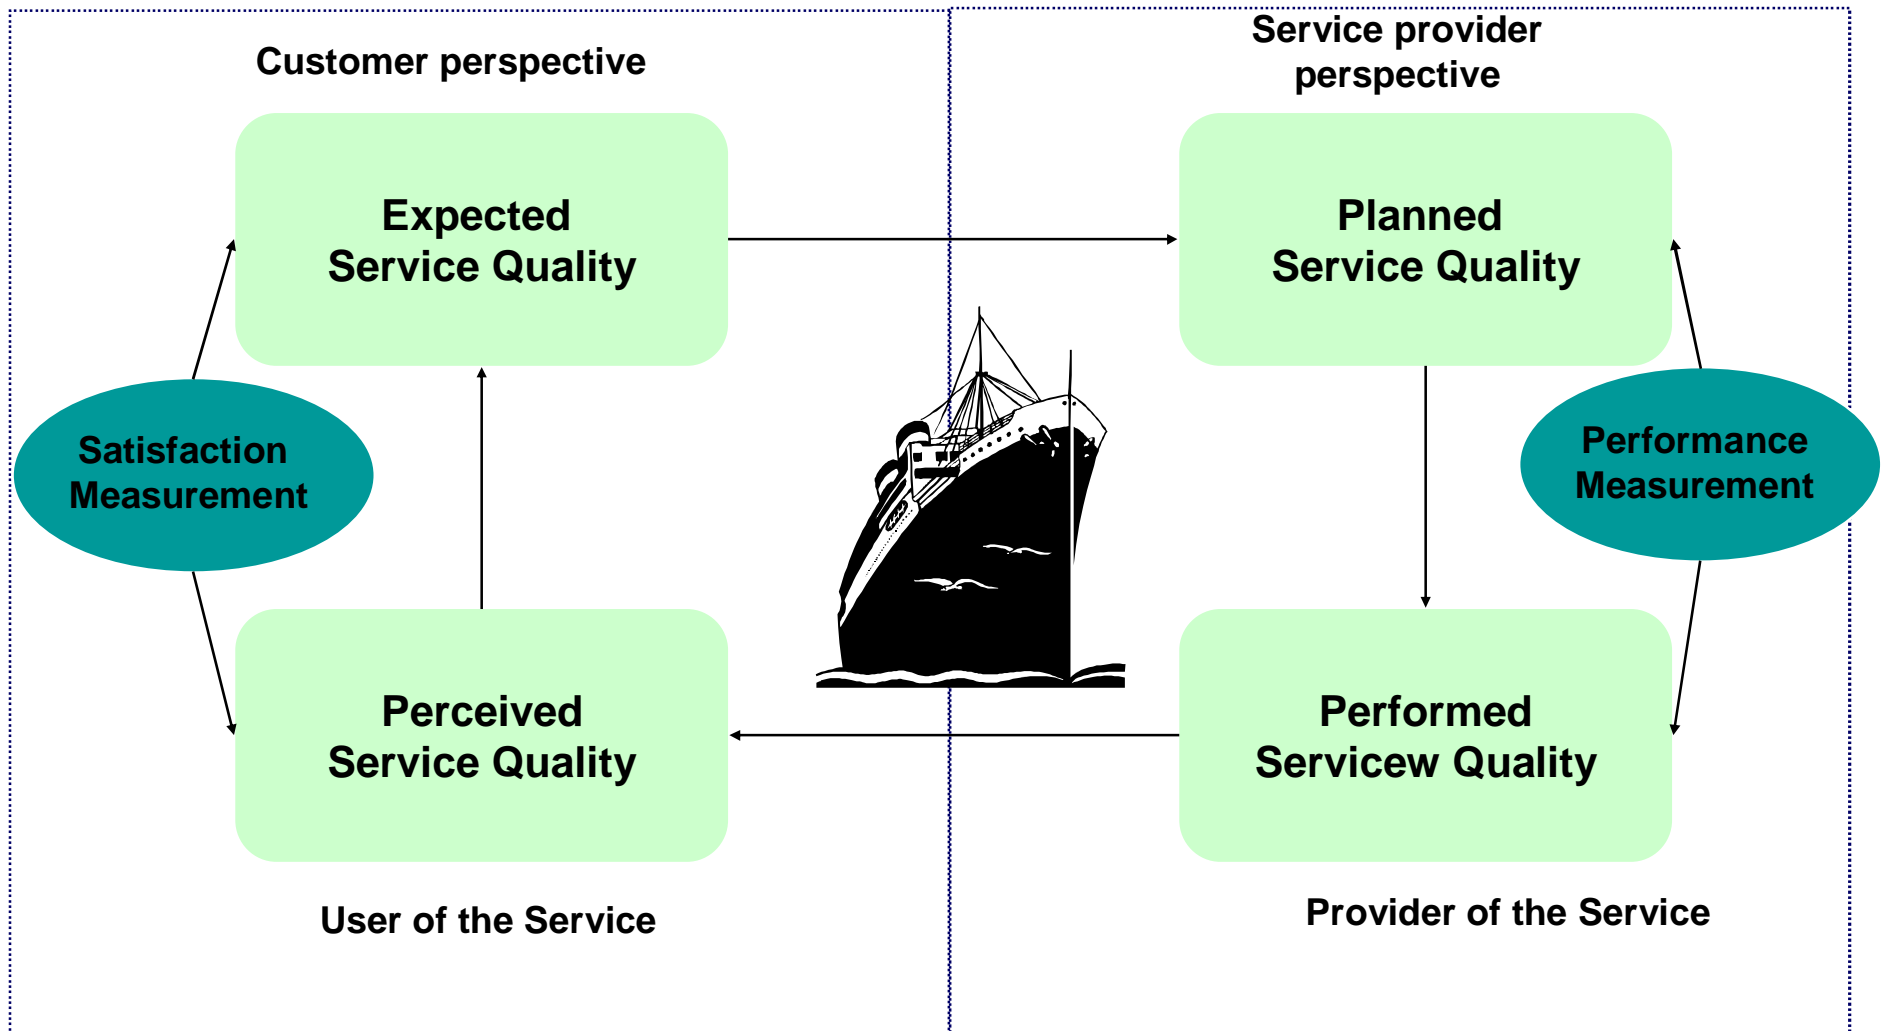 Customer perspective
Service provider
perspective
Expected
Service Quality
Planned
Service Quality
Satisfaction
Measurement
Performance
Measurement
Perceived
Service Quality
Performed
Servicew Quality
User of the Service
Provider of the Service